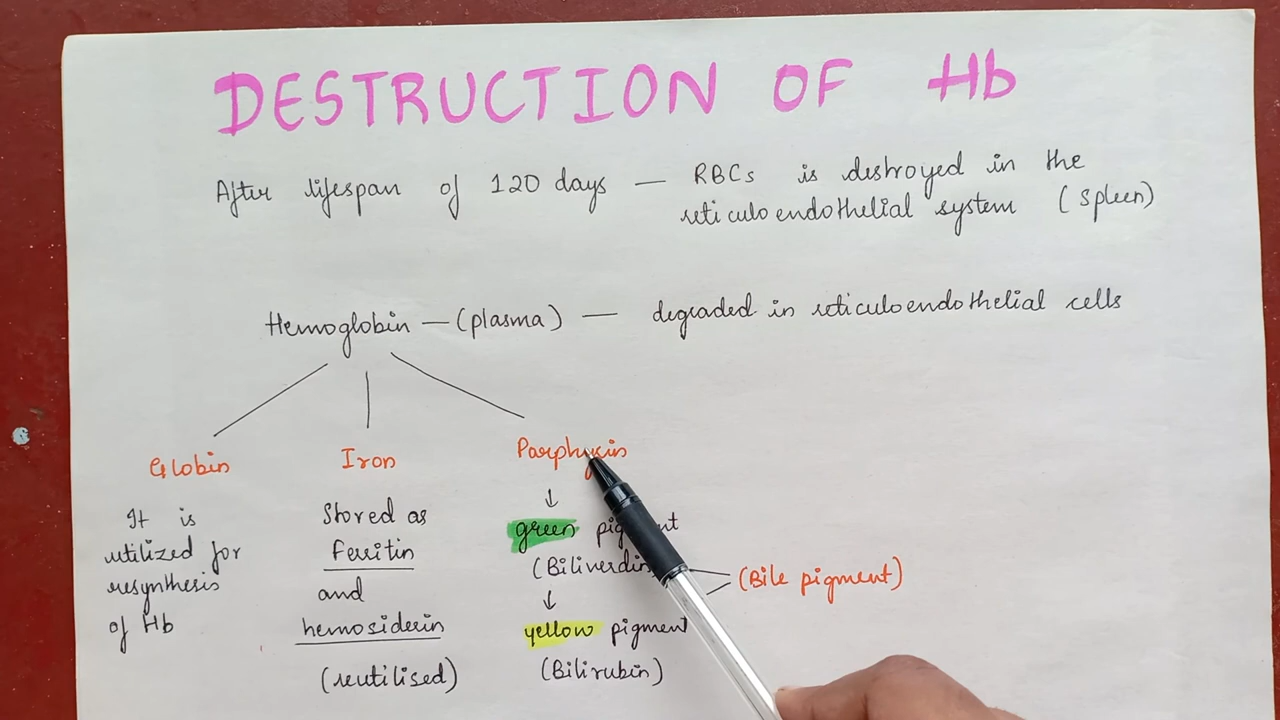 DESTRUCTION OF Hb
After lifespan of 120 days — RBCs is destroyed in the
reticuloendothelial system (spleen)
Hemoglobin — (plasma) — degraded in reticuloendothelial cells
Globin
It is
utilized for
resynthesis
of Hb
Iron
Stored as
Ferritin
and
hemosiderin
(reutilised)
Porphyrin
↓
green pigment
(Biliverdin)
↓
yellow pigment
(Bilirubin)
(Bile pigment)